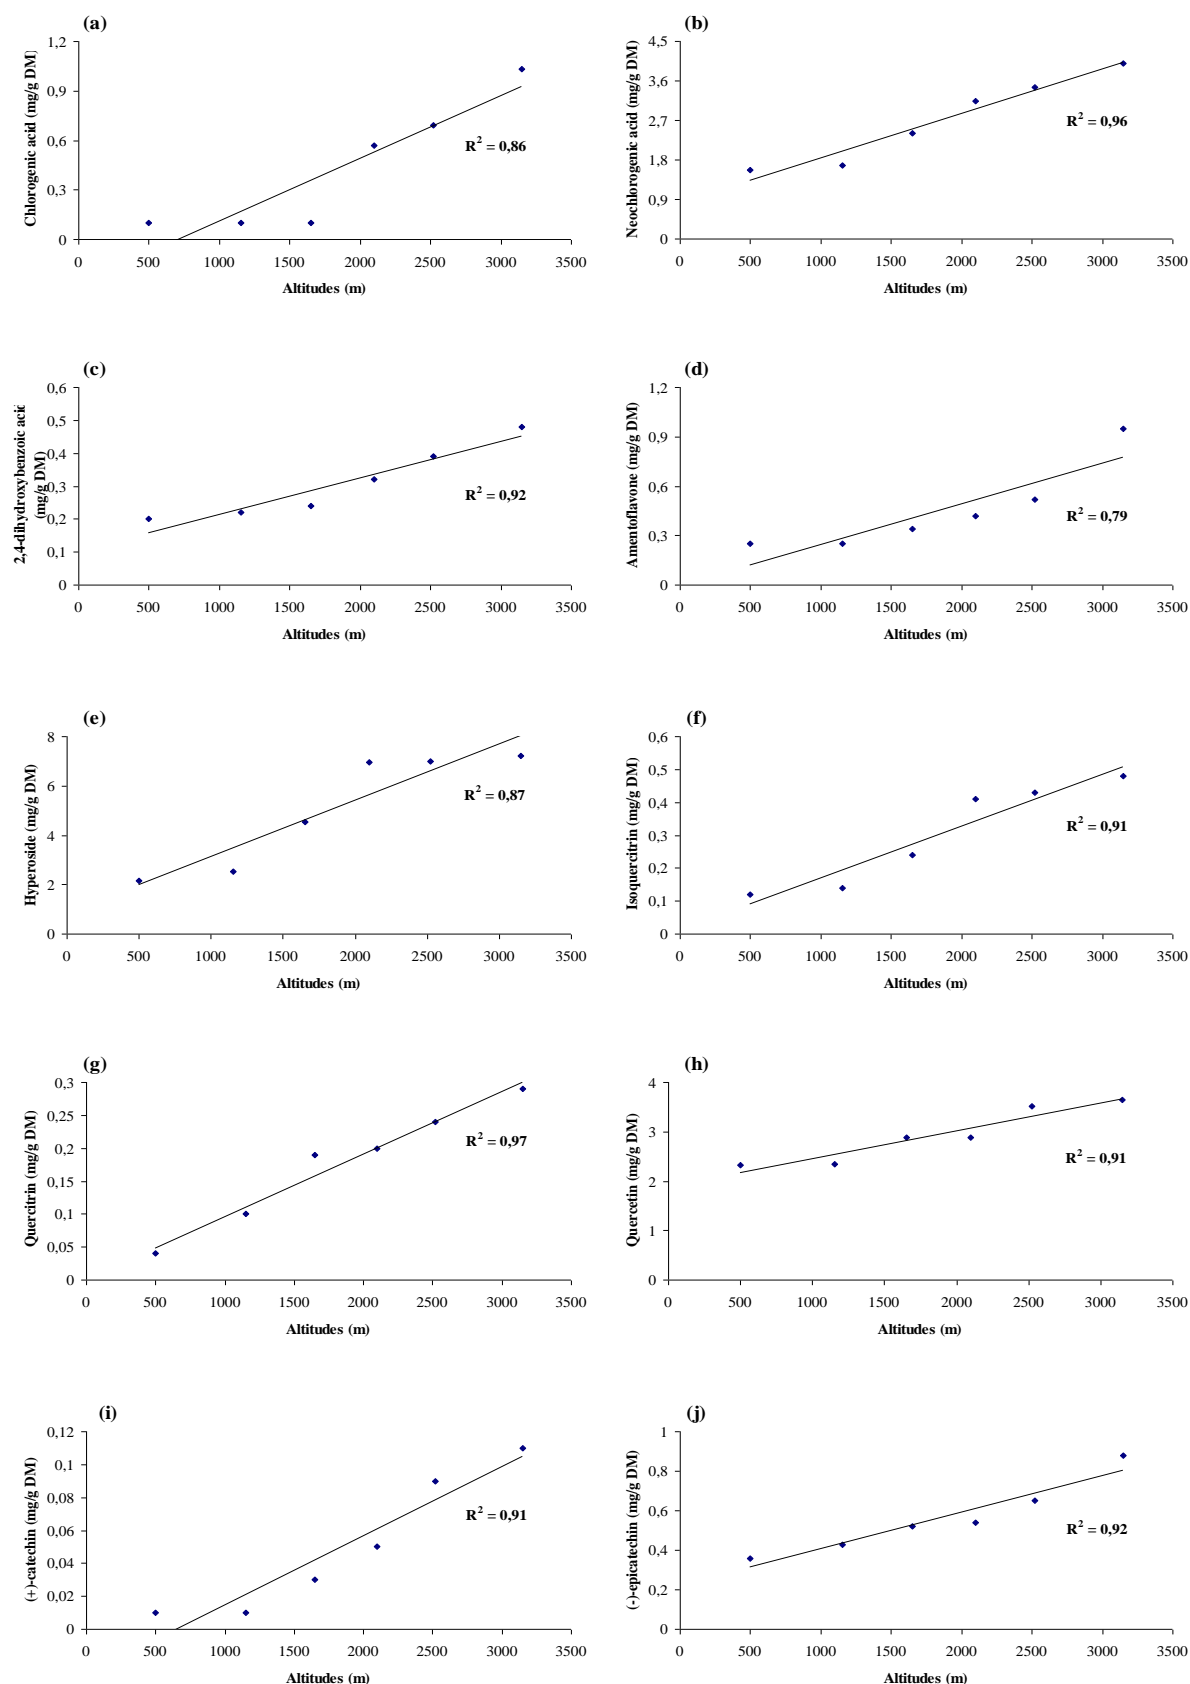 (a)
Chlorogenic acid (mg/g DM)
1,2
0,9
0,6
0,3
0
R² = 0,86
0 500 1000 1500 2000 2500 3000 3500
Altitudes (m)
(b)
Neochlorogenic acid (mg/g DM)
4,5
3,6
2,7
1,8
0,9
0
R² = 0,96
0 500 1000 1500 2000 2500 3000 3500
Altitudes (m)
(c)
2,4-dihydroxybenzoic acid
(mg/g DM)
0,6
0,5
0,4
0,3
0,2
0,1
0
R² = 0,92
0 500 1000 1500 2000 2500 3000 3500
Altitudes (m)
(d)
Amentoflavone (mg/g DM)
1,2
0,9
0,6
0,3
0
R² = 0,79
0 500 1000 1500 2000 2500 3000 3500
Altitudes (m)
(e)
Hyperoside (mg/g DM)
8
6
4
2
0
R² = 0,87
0 500 1000 1500 2000 2500 3000 3500
Altitudes (m)
(f)
Isoquercitrin (mg/g DM)
0,6
0,5
0,4
0,3
0,2
0,1
0
R² = 0,91
0 500 1000 1500 2000 2500 3000 3500
Altitudes (m)
(g)
Quercitrin (mg/g DM)
0,3
0,25
0,2
0,15
0,1
0,05
0
R² = 0,97
0 500 1000 1500 2000 2500 3000 3500
Altitudes (m)
(h)
Quercetin (mg/g DM)
4
3
2
1
0
R² = 0,91
0 500 1000 1500 2000 2500 3000 3500
Altitudes (m)
(i)
(+)-catechin (mg/g DM)
0,12
0,1
0,08
0,06
0,04
0,02
0
R² = 0,91
0 500 1000 1500 2000 2500 3000 3500
Altitudes (m)
(j)
(-)-epicatechin (mg/g DM)
1
0,8
0,6
0,4
0,2
0
R² = 0,92
0 500 1000 1500 2000 2500 3000 3500
Altitudes (m)